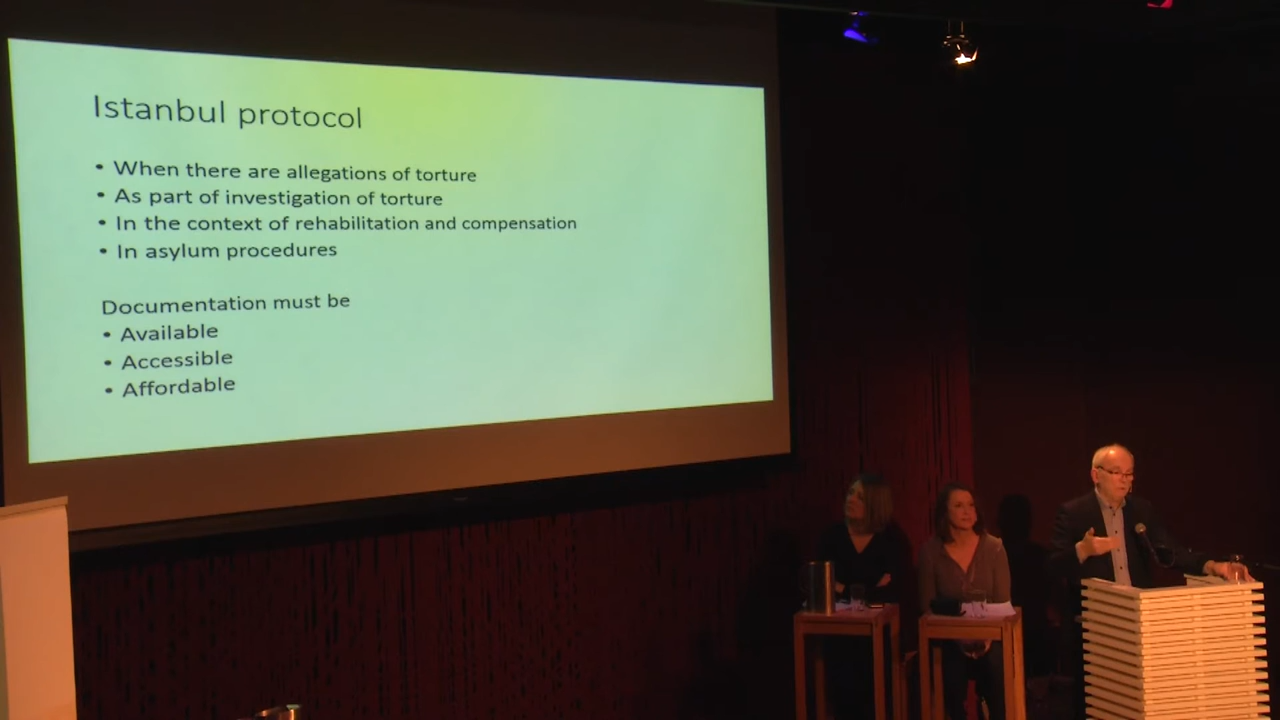 Istanbul protocol
• When there are allegations of torture
• As part of investigation of torture
• In the context of rehabilitation and compensation
• In asylum procedures
Documentation must be
• Available
• Accessible
• Affordable